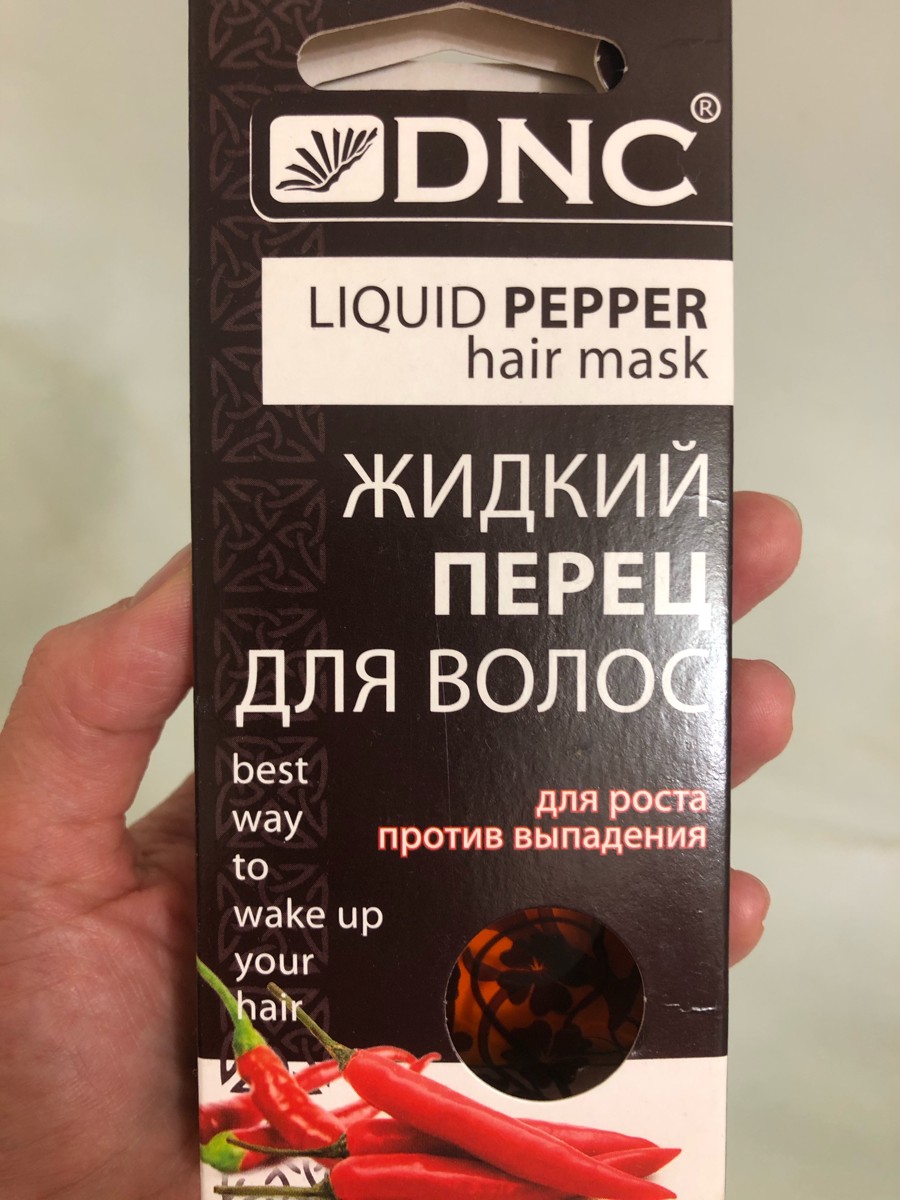 DNC®
LIQUID PEPPER
hair mask
ЖИДКИЙ
ПЕРЕЦ
ДЛЯ ВОЛОС
best
way
to
wake up
your
hair
для роста
против выпадения